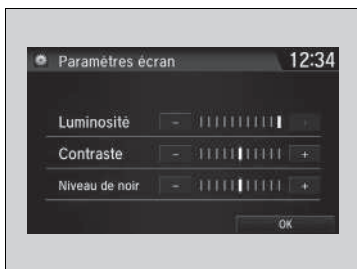 Paramètres écran 12:34
Luminosité - +
Contraste - +
Niveau de noir - +
OK